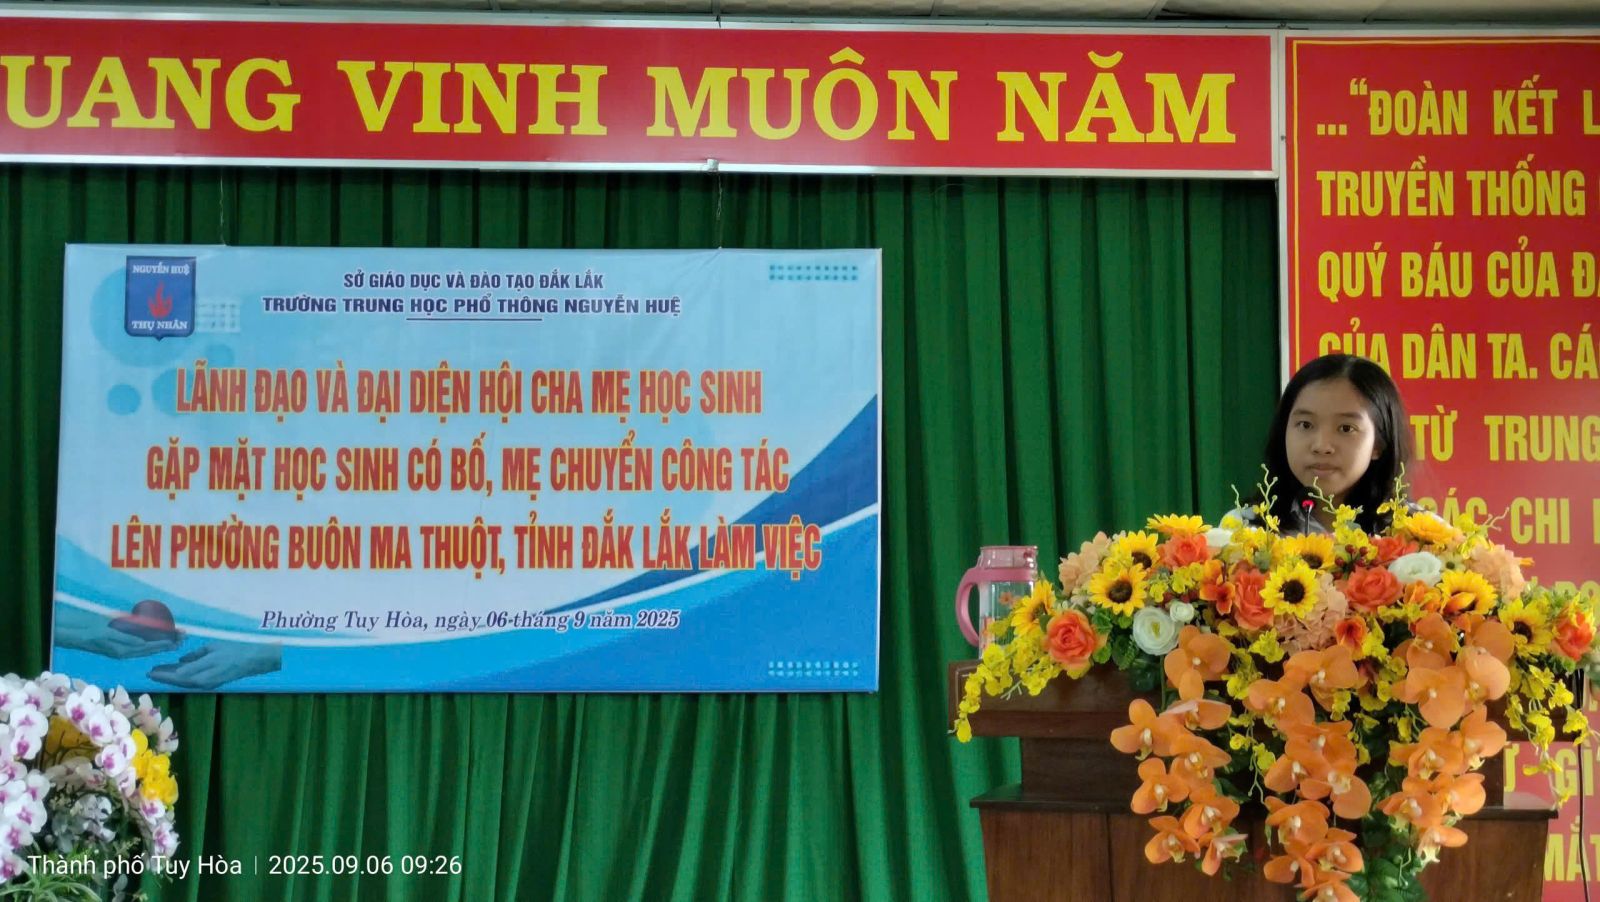 UANG VINH MUÔN NĂM
NGUYỄN HUỆ
THỤ NHÂN
SỞ GIÁO DỤC VÀ ĐÀO TẠO ĐẮK LẮK
TRƯỜNG TRUNG HỌC PHỔ THÔNG NGUYỄN HUỆ
LÃNH ĐẠO VÀ ĐẠI DIỆN HỘI CHA MẸ HỌC SINH
GẶP MẶT HỌC SINH CÓ BỐ, MẸ CHUYỂN CÔNG TÁC
LÊN PHƯỜNG BUÔN MA THUỘT, TỈNH ĐẮK LẮK LÀM VIỆC
Phường Tuy Hòa, ngày 06 tháng 9 năm 2025
..."ĐOÀN KẾT L
TRUYỀN THỐNG
QUÝ BÁU CỦA Đ
CỦA DÂN TA. CÁ
TỪ TRUNG
CÁC CHI
GÌ
MẮT
Thành phố Tuy Hòa | 2025.09.06 09:26